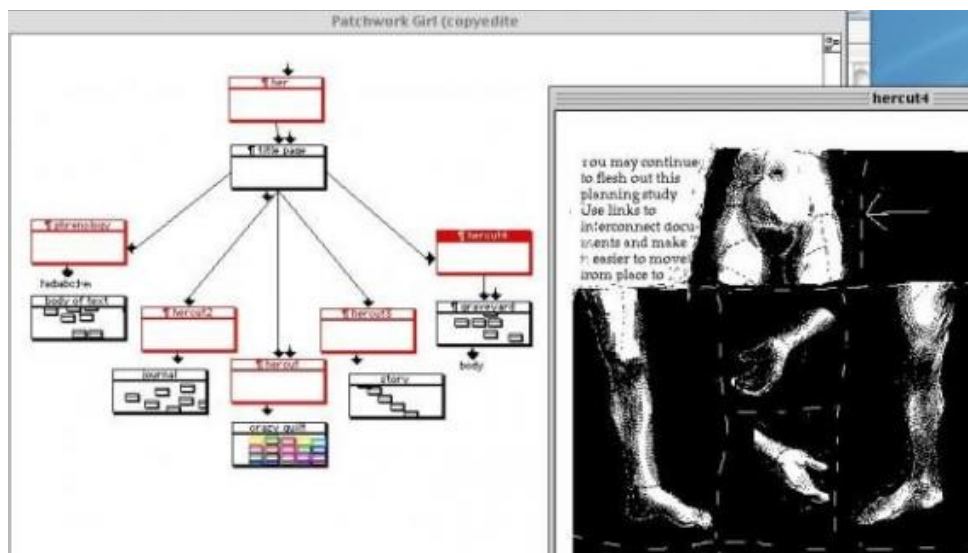 Patchwork Girl (copyedite
hercut4
¶ her
¶ title page
¶ phrenology
¶ hercut4
body of text
¶ hercut2
¶ hercut3
¶ graveyard
¶ hercut
body
journal
story
crazy quilt
You may continue
to flesh out this
planning study
Use links to
interconnect docu-
ments and make
easier to move
from place to